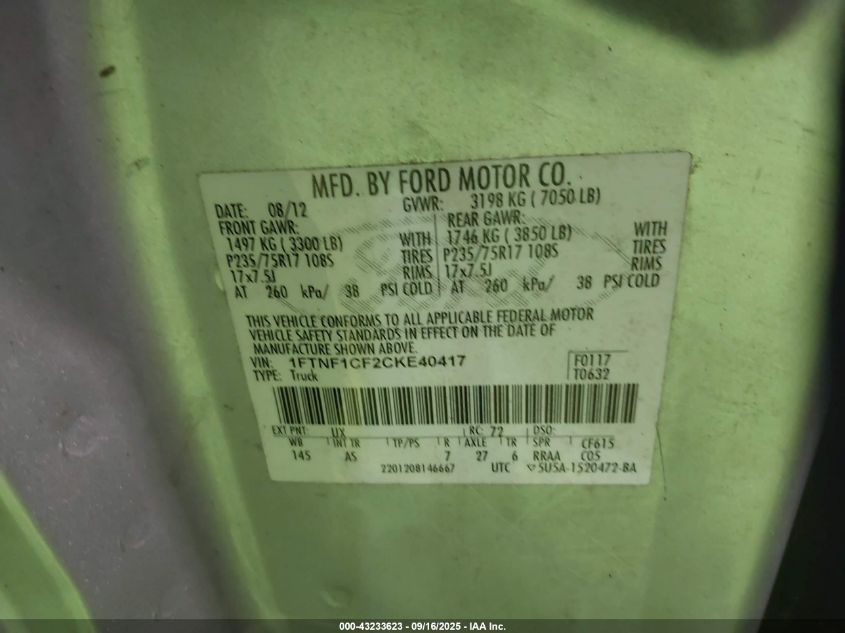 MFD. BY FORD MOTOR CO.
DATE: 08/12 GVWR: 3198 KG ( 7050 LB)
FRONT GAWR: REAR GAWR:
1497 KG ( 3300 LB) WITH 1746 KG ( 3850 LB) WITH
P235/75R17 108S TIRES P235/75R17 108S TIRES
17x7.5J RIMS 17x7.5J RIMS
AT 260 kPa/ 38 PSI COLD AT 260 kPa/ 38 PSI COLD
THIS VEHICLE CONFORMS TO ALL APPLICABLE FEDERAL MOTOR
VEHICLE SAFETY STANDARDS IN EFFECT ON THE DATE OF
MANUFACTURE SHOWN ABOVE.
VIN: 1FTNF1CF2CKE40417 F0117
TYPE: Truck T0632
EXT PNT: UX RC: 72 DSO:
WB INT TR TP/PS R AXLE TR SPR CF615
145 AS 7 27 6 RRAA C05
2201208146667 UTC ▽5U5A-1520472-BA
000-43233623 - 09/16/2025 - IAA Inc.